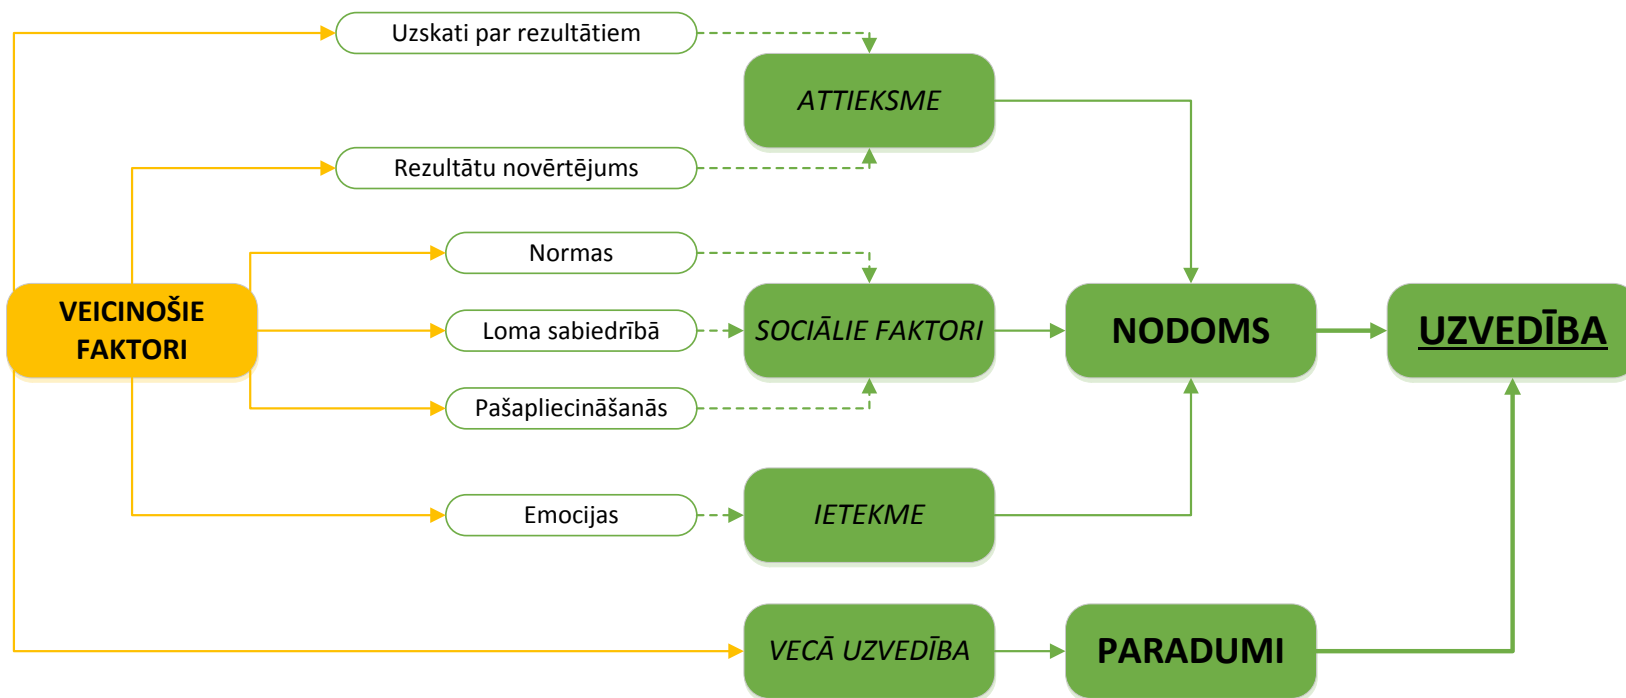 Uzskati par rezultātiem
ATTIEKSME
Rezultātu novērtējums
Normas
VEICINOŠIE
FAKTORI
Loma sabiedrībā
SOCIĀLIE FAKTORI
NODOMS
UZVEDĪBA
Pašapliecināšanās
Emocijas
IETEKME
VECĀ UZVEDĪBA
PARADUMI